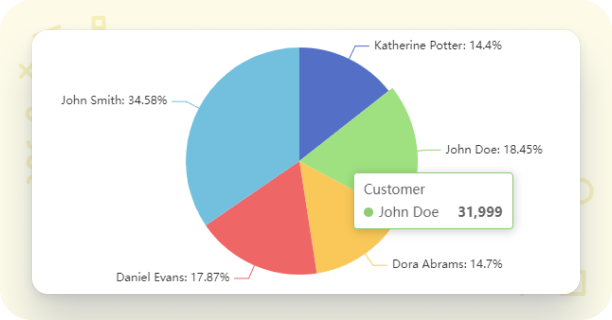 Katherine Potter: 14.4%
John Smith: 34.58%
John Doe: 18.45%
Customer
John Doe 31,999
Dora Abrams: 14.7%
Daniel Evans: 17.87%